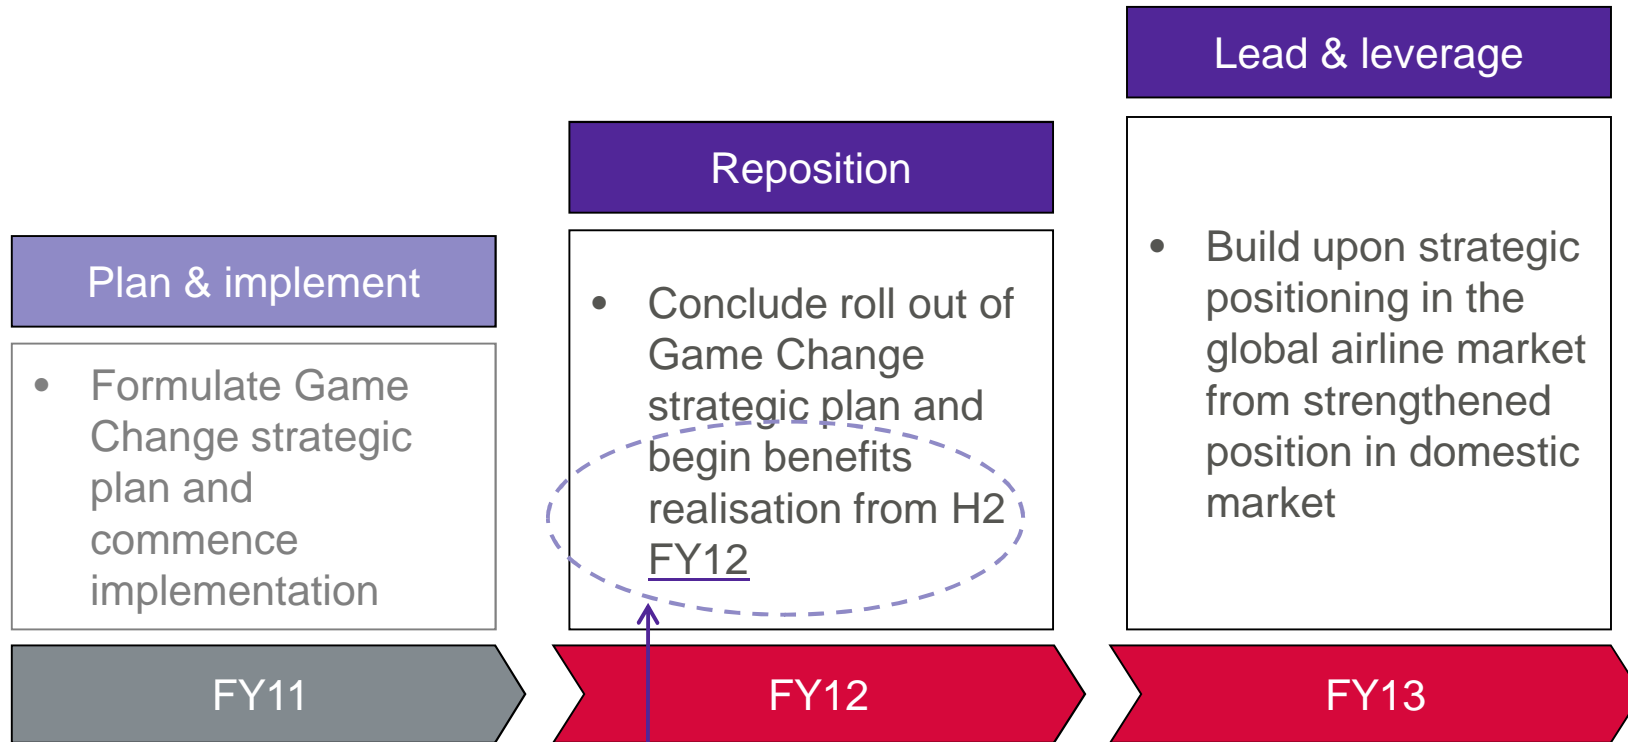 Plan & implement
• Formulate Game
Change strategic
plan and
commence
implementation
FY11
Reposition
• Conclude roll out of
Game Change
strategic plan and
begin benefits
realisation from H2
FY12
FY12
Lead & leverage
• Build upon strategic
positioning in the
global airline market
from strengthened
position in domestic
market
FY13